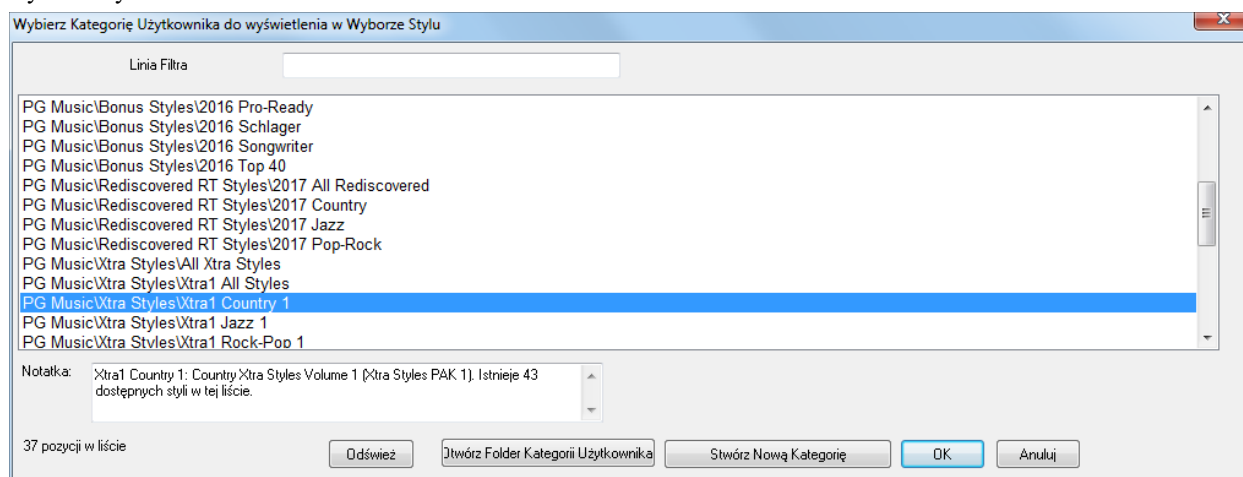 Wybierz Kategorię Użytkownika do wyświetlenia w Wyborze Stylu
Linia Filtra
PG Music\Bonus Styles\2016 Pro-Ready
PG Music\Bonus Styles\2016 Schlager
PG Music\Bonus Styles\2016 Songwriter
PG Music\Bonus Styles\2016 Top 40
PG Music\Rediscovered RT Styles\2017 All Rediscovered
PG Music\Rediscovered RT Styles\2017 Country
PG Music\Rediscovered RT Styles\2017 Jazz
PG Music\Rediscovered RT Styles\2017 Pop-Rock
PG Music\Xtra Styles\All Xtra Styles
PG Music\Xtra Styles\Xtra1 All Styles
PG Music\Xtra Styles\Xtra1 Country 1
PG Music\Xtra Styles\Xtra1 Jazz 1
PG Music\Xtra Styles\Xtra1 Rock-Pop 1
Notatka:
Xtra1 Country 1: Country Xtra Styles Volume 1 (Xtra Styles PAK 1). Istnieje 43
dostępnych styli w tej liście.
37 pozycji w liście
Odśwież
Otwórz Folder Kategorii Użytkownika
Stwórz Nową Kategorię
OK
Anuluj